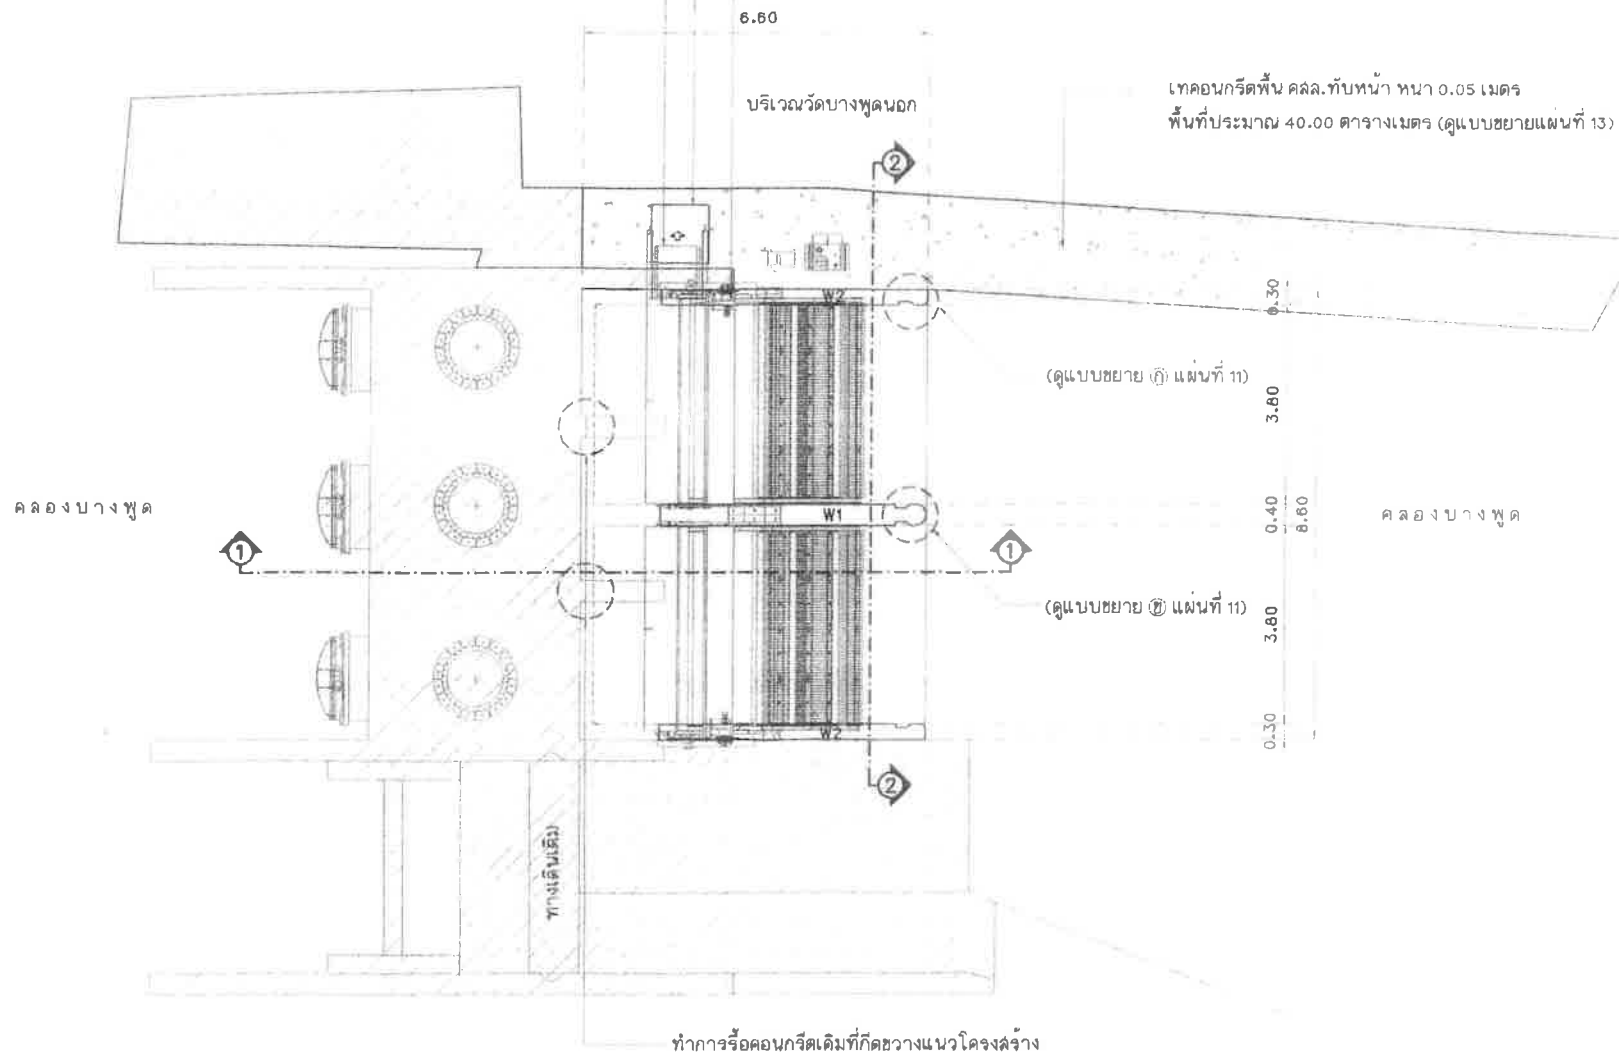 6.60
บริเวณวัดบางพูดนอก
เทคอนกรีตพื้น คสล.ทับหน้า หนา 0.05 เมตร
พื้นที่ประมาณ 40.00 ตารางเมตร (ดูแบบขยายแผ่นที่ 13)
2
W2
0.30
(ดูแบบขยาย ก แผ่นที่ 11)
3.80
คลองบางพูด
W1
0.40
8.60
คลองบางพูด
1
1
(ดูแบบขยาย ข แผ่นที่ 11)
3.80
W2
0.30
2
ทางเดินเดิม
ทำการรื้อคอนกรีตเดิมที่กีดขวางแนวโครงสร้าง